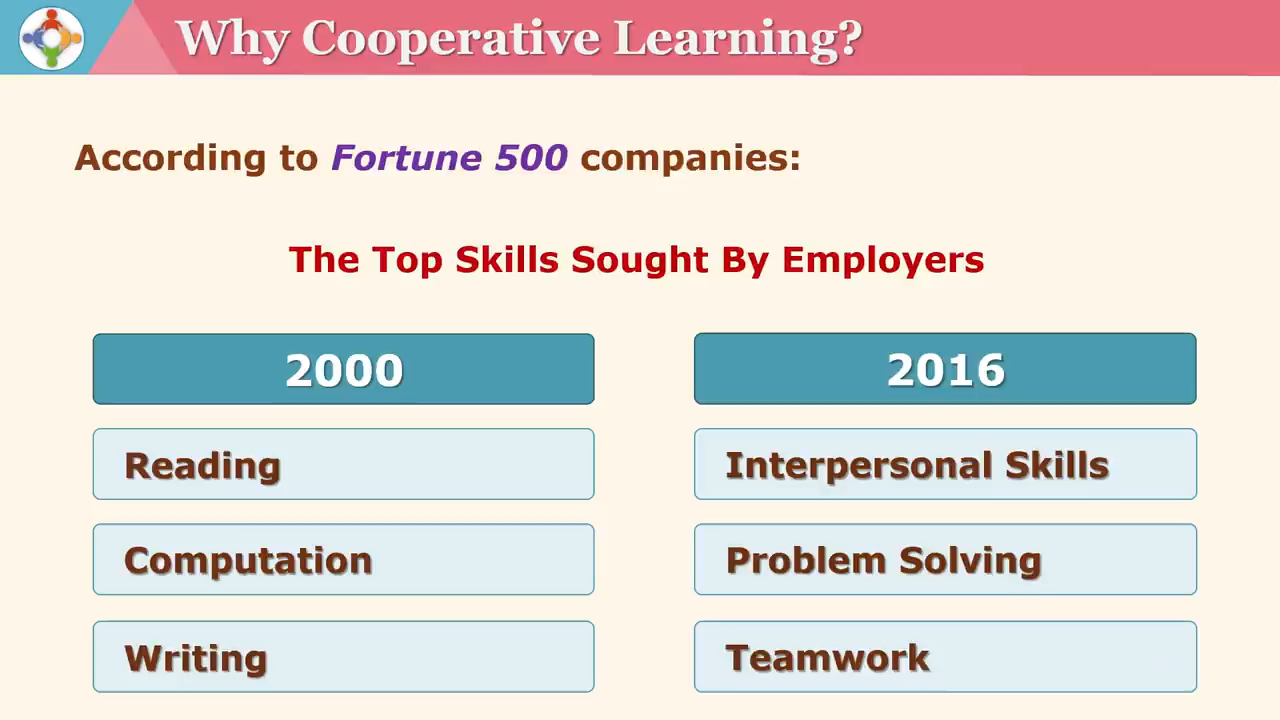 Why Cooperative Learning?
According to Fortune 500 companies:
The Top Skills Sought By Employers
2000
Reading
Computation
Writing
2016
Interpersonal Skills
Problem Solving
Teamwork